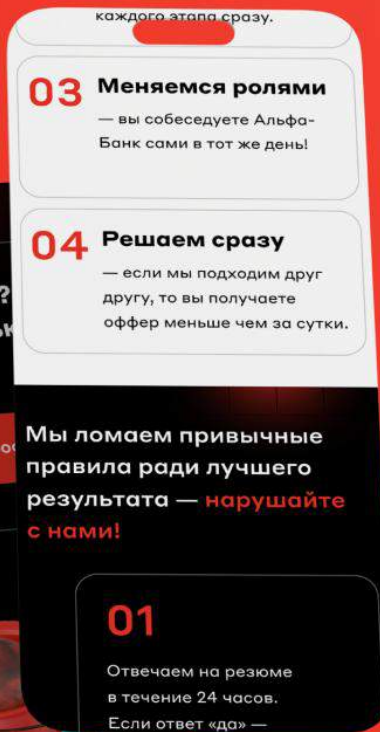 каждого этапа сразу.
03 Меняемся ролями
— вы собеседуете Альфа-
Банк сами в тот же день!
04 Решаем сразу
— если мы подходим друг
другу, то вы получаете
оффер меньше чем за сутки.
Мы ломаем привычные
правила ради лучшего
результата — нарушайте
с нами!
01
Отвечаем на резюме
в течение 24 часов.
Если ответ «да» —